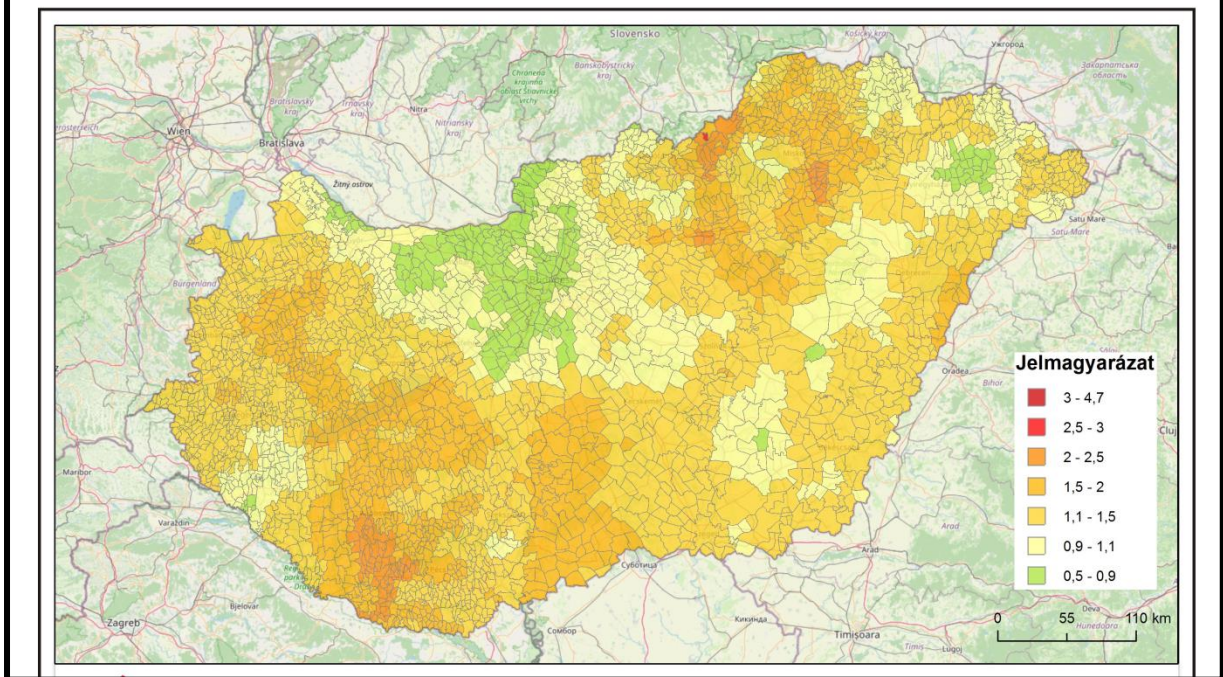 Slovensko
Košický kraj
Ужгород
Banskobystrický
kraj
Закарпатська
область
Chránená
krajinná
oblasť Štiavnické
vrchy
Bratislavský
kraj
Trnavský
kraj
Nitra
Nitriansky
kraj
Wien
Bratislava
Žitný ostrov
Satu Mare
Satu Mare
Burgenland
Oradea
Bihor
Cluj
Maribor
Varaždin
Bjelovar
Zagreb
Суботица
Сомбор
Кикинда
Arad
Arad
Timișoara
Timiș
Lugoj
Deva
Hunedoara
Jelmagyarázat
3 - 4,7
2,5 - 3
2 - 2,5
1,5 - 2
1,1 - 1,5
0,9 - 1,1
0,5 - 0,9
0 55 110 km